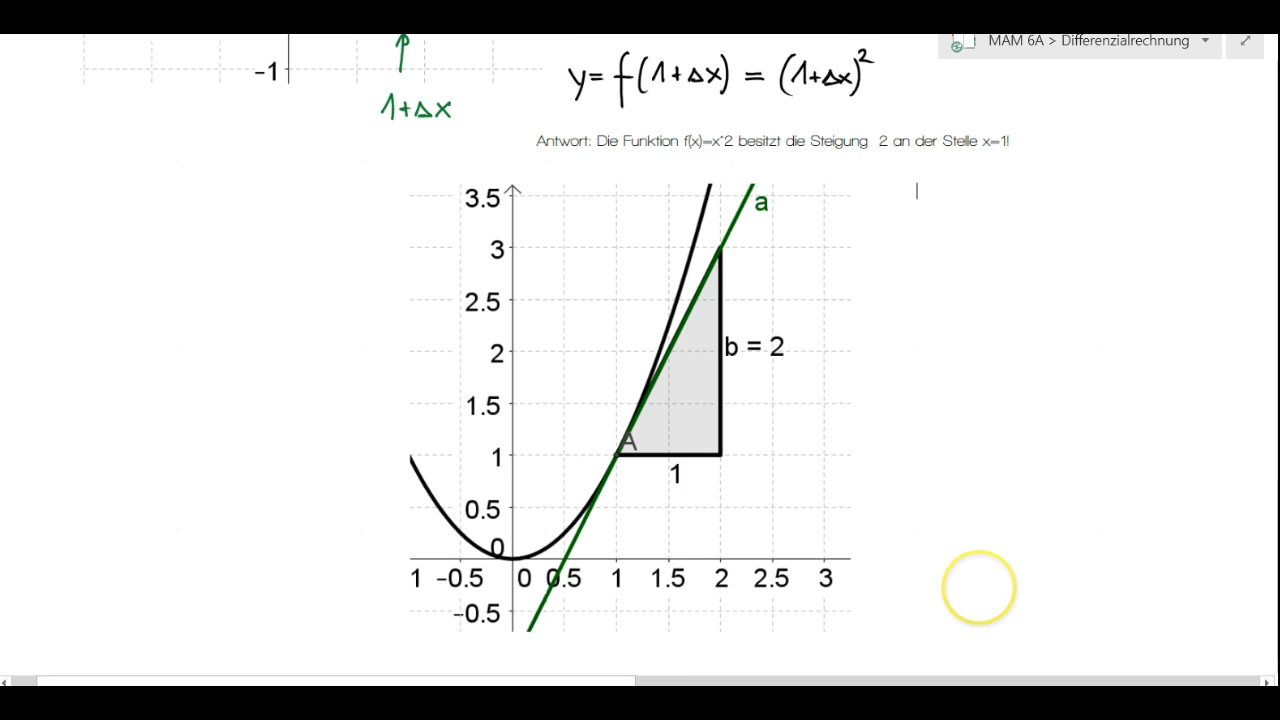 MAM 6A > Differenzialrechnung
-1
1+Δx
y= f(1+Δx) = (1+Δx)²
Antwort: Die Funktion f(x)=x^2 besitzt die Steigung 2 an der Stelle x=1!
3.5
a
3
2.5
b = 2
2
1.5
A
1
1
0.5
0
1 -0.5 0 0.5 1 1.5 2 2.5 3
-0.5